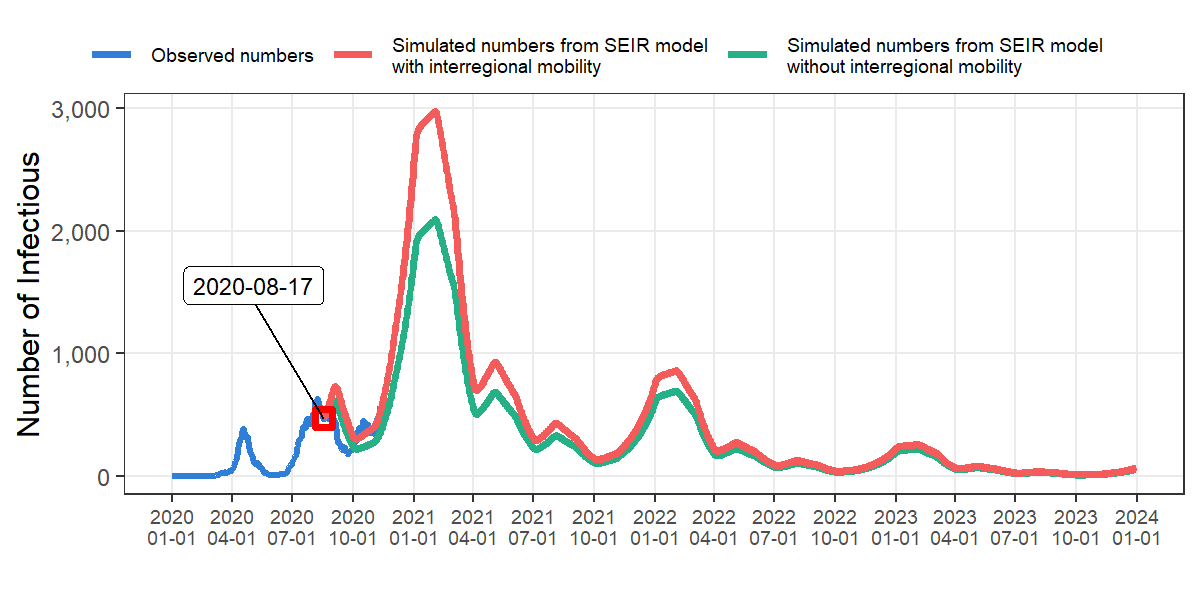 Observed numbers
Simulated numbers from SEIR model
with interregional mobility
Simulated numbers from SEIR model
without interregional mobility
Number of Infectious
3,000
2,000
1,000
0
2020-08-17
2020 2020 2020 2020 2021 2021 2021 2021 2022 2022 2022 2022 2023 2023 2023 2023 2024
01-01 04-01 07-01 10-01 01-01 04-01 07-01 10-01 01-01 04-01 07-01 10-01 01-01 04-01 07-01 10-01 01-01